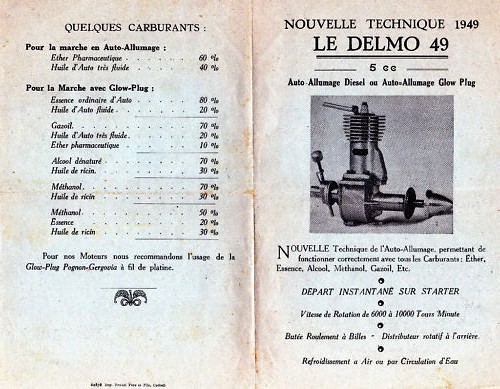 QUELQUES CARBURANTS :
Pour la marche en Auto-Allumage :
Ether Pharmaceutique . . . . . 60 %
Huile d'Auto très fluide . . . . 40 %
Pour la Marche avec Glow-Plug :
Essence ordinaire d'Auto . . . . 80 %
Huile d'Auto fluide . . . . . . 20 %
Gazoil. . . . . . . . 70 %
Huile d'Auto très fluide. . . . 20 %
Ether pharmaceutique . . . . . 10 %
Alcool dénaturé . . . . . . 70 %
Huile de ricin. . . . . . . 30 %
Méthanol. . . . . . . . 70 %
Huile de ricin . . . . . . 30 %
Méthanol . . . . . . . 50 %
Essence . . . . . . . 20 %
Huile de ricin . . . . . . 30 %
Pour nos Moteurs nous recommandons l'usage de la
Glow-Plug Pognon-Gergovia à fil de platine.
NOUVELLE TECHNIQUE 1949
LE DELMO 49
5 cc
Auto-Allumage Diesel ou Auto-Allumage Glow Plug
NOUVELLE Technique de l'Auto-Allumage, permettant de
fonctionner correctement avec tous les Carburants : Ether,
Essence, Alcool, Méthanol, Gazoil, Etc.
DÉPART INSTANTANÉ SUR STARTER
Vitesse de Rotation de 6000 à 10000 Tours Minute
Butée Roulement à Billes - Distributeur rotatif à l'arrière.
Refroidissement a Air ou par Circulation d'Eau